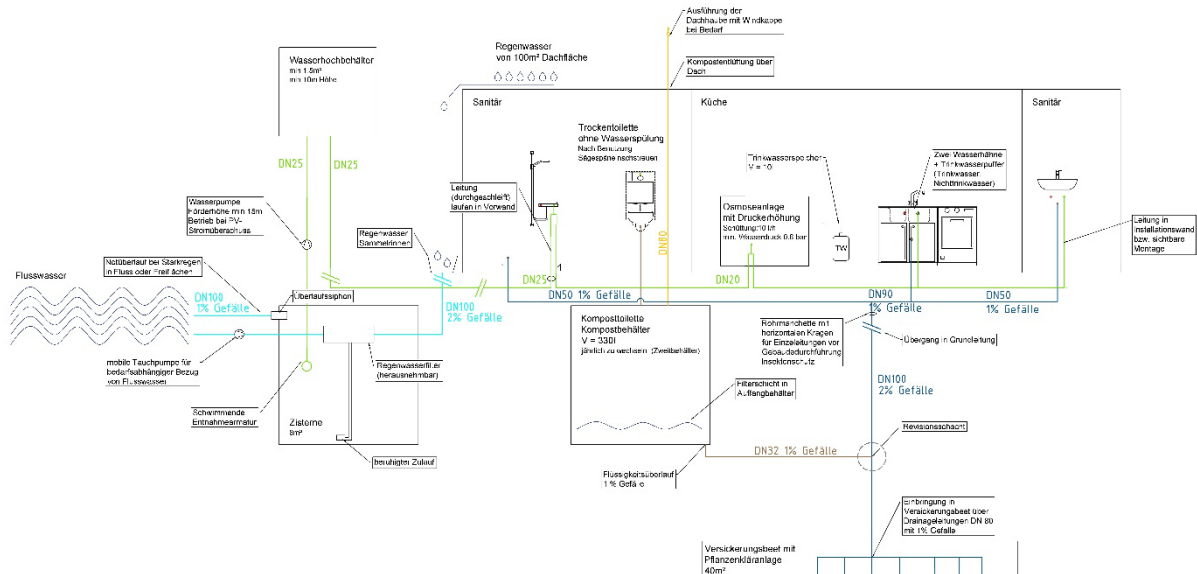 Ausführung der
Dachhaube mit Windkappe
bei Bedarf
Regenwasser
von 100m² Dachfläche
Wasserhochbehälter
min 1.5m³
min 10m Höhe
Kompostentlüftung über
Dach
Sanitär
Küche
Sanitär
Trockentoilette
ohne Wasserspülung
Nach Benutzung
Sägespäne nachstreuen
Trinkwasserspeicher
V = 10l
Zwei Wasserhähne
+ Trinkwasserpuffer
(Trinkwasser,
Nichttrinkwasser)
DN25
DN25
Leitung
(durchgeschleift)
laufen in Vorwand
Wasserpumpe
Förderhöhe min 15m
Betrieb bei PV-
Stromüberschuss
Osmoseanlage
mit Druckerhöhung
Schüttung:10 l/h
min. Wasserdruck 0.6 bar
Leitung in
Installationswand
bzw. sichtbare
Montage
Regenwasser
Sammelrinnen
DN80
TW
Notüberlauf bei Starkregen
in Fluss oder Freiflächen
Flusswasser
DN25
DN20
DN100
1% Gefälle
Überlaufsiphon
DN100
2% Gefälle
DN50 1% Gefälle
DN90
1% Gefälle
DN50
1% Gefälle
Komposttoilette
Kompostbehälter
V = 330l
jährlich zu wechseln (Zweitbehälter)
Rohrmanchette mit
horizontalen Kragen
für Einzelleitungen vor
Gebäudedurchführung
Insektenschutz
Übergang in Grundleitung
mobile Tauchpumpe für
bedarfsabhängiger Bezug
von Flusswasser
Regenwasserfilter
(herausnehmbar)
Filterschicht in
Auffangbehälter
DN100
2% Gefälle
Schwimmende
Entnahmearmatur
Zisterne
beruhigter Zulauf
Revisionsschacht
DN32 1% Gefälle
Flüssigkeitsüberlauf
1 % Gefälle
Einbringung in
Versickerungsbeet über
Drainageleitungen DN 80
mit 1% Gefälle
Versickerungsbeet mit
Pflanzenkläranlage
40m²